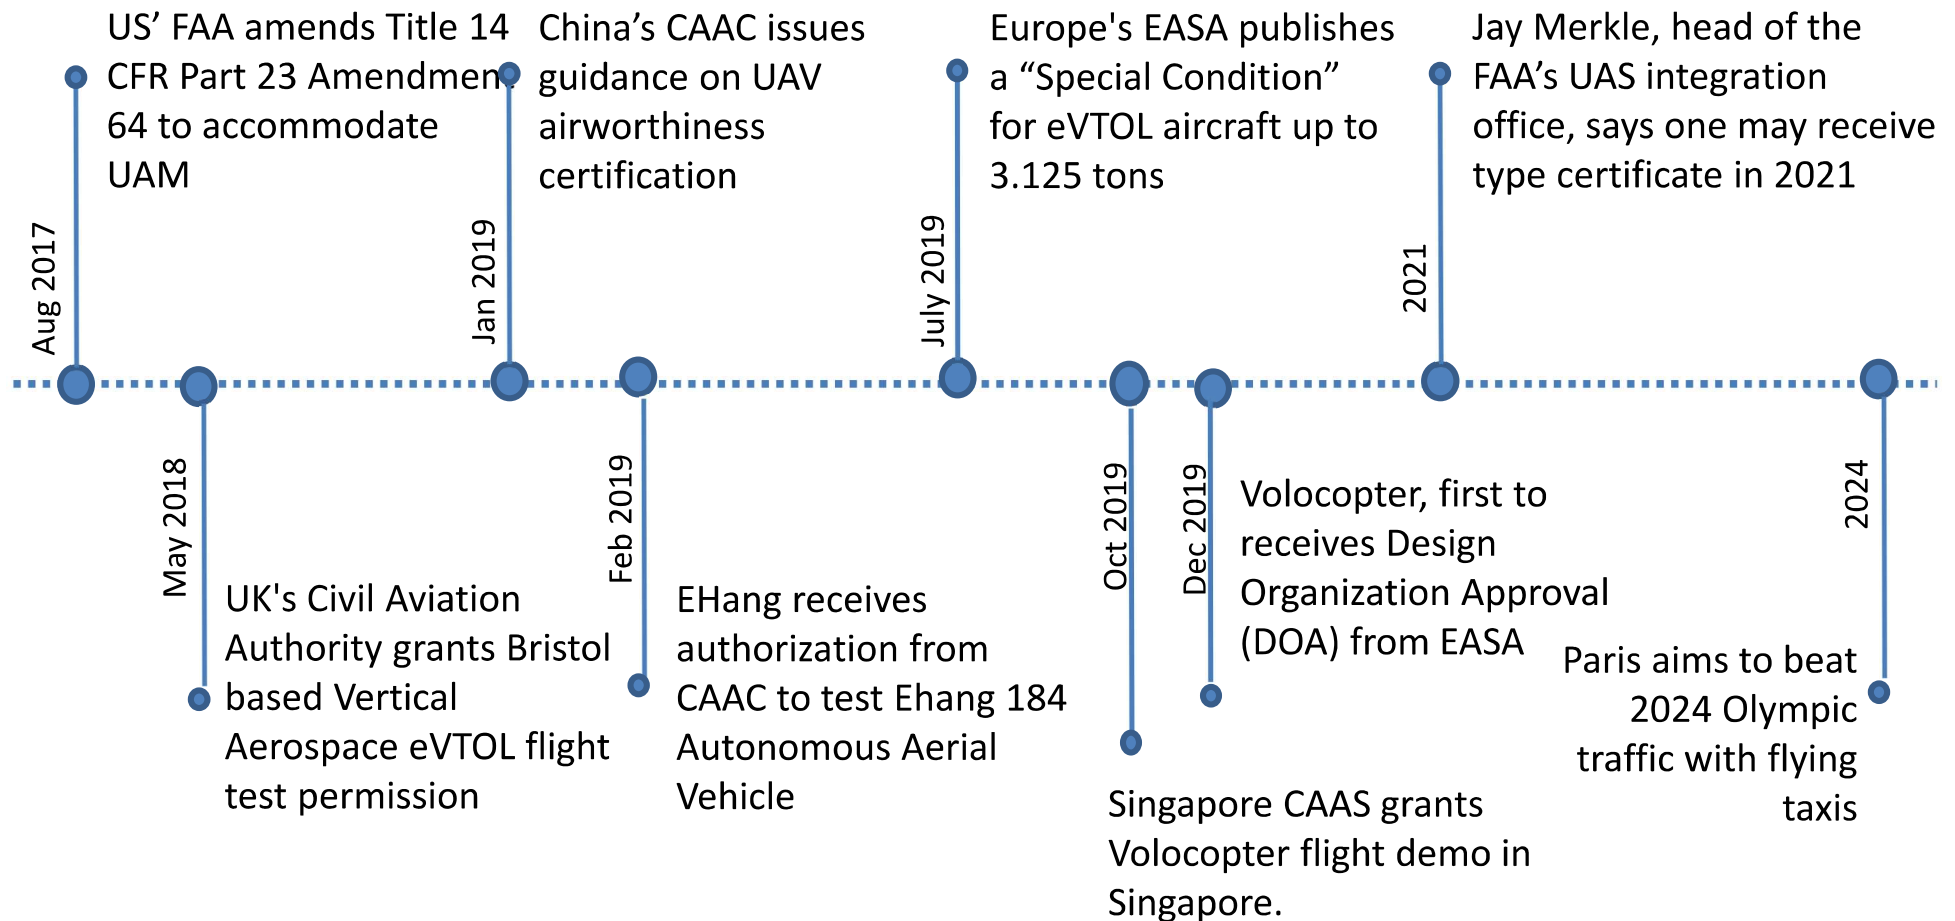 US’ FAA amends Title 14
CFR Part 23 Amendment
64 to accommodate
UAM
Aug 2017
China’s CAAC issues
guidance on UAV
airworthiness
certification
Jan 2019
Europe's EASA publishes
a “Special Condition”
for eVTOL aircraft up to
3.125 tons
July 2019
Jay Merkle, head of the
FAA’s UAS integration
office, says one may receive
type certificate in 2021
2021
May 2018
UK's Civil Aviation
Authority grants Bristol
based Vertical
Aerospace eVTOL flight
test permission
Feb 2019
EHang receives
authorization from
CAAC to test Ehang 184
Autonomous Aerial
Vehicle
Oct 2019
Singapore CAAS grants
Volocopter flight demo in
Singapore.
Dec 2019
Volocopter, first to
receives Design
Organization Approval
(DOA) from EASA
2024
Paris aims to beat
2024 Olympic
traffic with flying
taxis